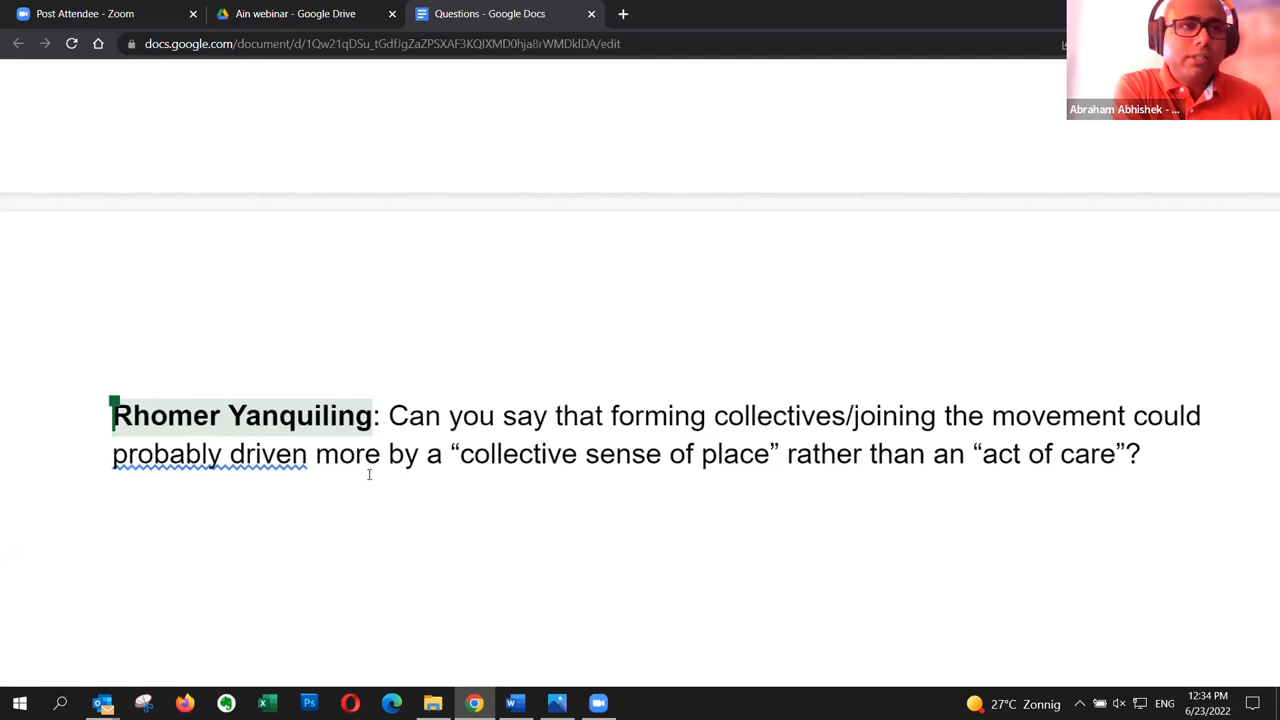 Post Attendee - Zoom
Ain webinar - Google Drive
Questions - Google Docs
docs.google.com/document/d/1Qw21qDSu_tGdfJgZaZPSXAF3KQIXMD0hja8rWMDklDA/edit
Abraham Abhishek - ...
Rhomer Yanquiling: Can you say that forming collectives/joining the movement could
probably driven more by a “collective sense of place” rather than an “act of care”?
27°C Zonnig
ENG
12:34 PM
6/23/2022